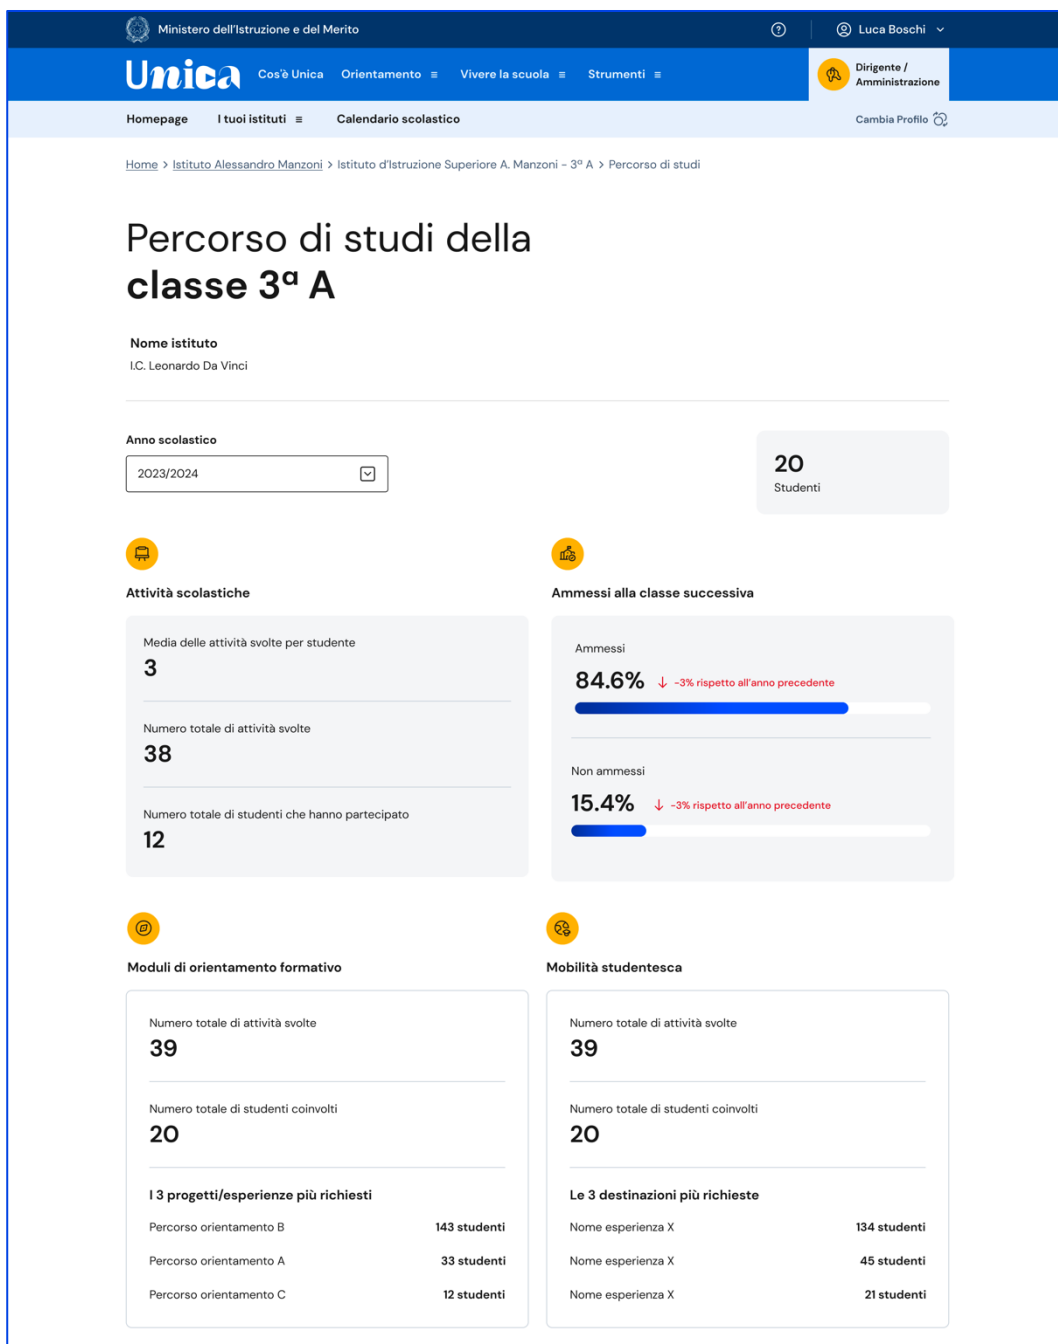 Ministero dell'Istruzione e del Merito
Luca Boschi
Unica
Cos'è Unica
Orientamento
Vivere la scuola
Strumenti
Dirigente /
Amministrazione
Homepage
I tuoi istituti
Calendario scolastico
Cambia Profilo
Home > Istituto Alessandro Manzoni > Istituto d'Istruzione Superiore A. Manzoni - 3ª A > Percorso di studi
Percorso di studi della
classe 3ª A
Nome istituto
I.C. Leonardo Da Vinci
Anno scolastico
2023/2024
20
Studenti
Attività scolastiche
Media delle attività svolte per studente
3
Numero totale di attività svolte
38
Numero totale di studenti che hanno partecipato
12
Ammessi alla classe successiva
Ammessi
84.6% ↓ -3% rispetto all'anno precedente
Non ammessi
15.4% ↓ -3% rispetto all'anno precedente
Moduli di orientamento formativo
Numero totale di attività svolte
39
Numero totale di studenti coinvolti
20
I 3 progetti/esperienze più richiesti
Percorso orientamento B 143 studenti
Percorso orientamento A 33 studenti
Percorso orientamento C 12 studenti
Mobilità studentesca
Numero totale di attività svolte
39
Numero totale di studenti coinvolti
20
Le 3 destinazioni più richieste
Nome esperienza X 134 studenti
Nome esperienza X 45 studenti
Nome esperienza X 21 studenti